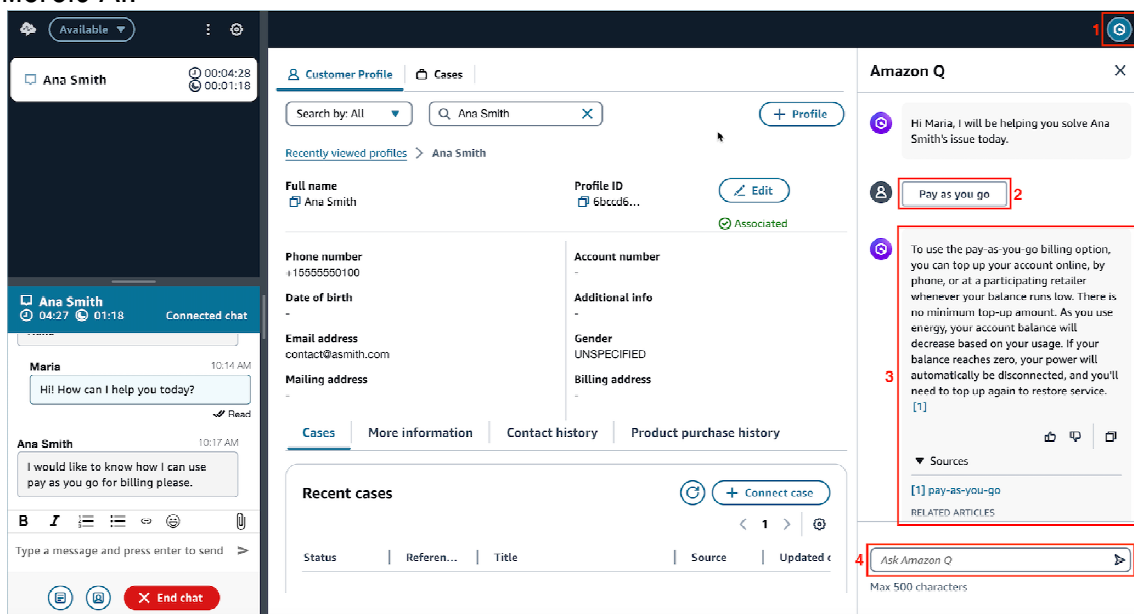 Available
1
Ana Smith
00:04:28
00:01:18
Customer Profile
Cases
Search by: All
Ana Smith
+ Profile
Recently viewed profiles > Ana Smith
Full name
Ana Smith
Profile ID
6bccd6...
Edit
Associated
Phone number
+15555550100
Account number
-
Date of birth
-
Additional info
-
Email address
contact@asmith.com
Gender
UNSPECIFIED
Mailing address
-
Billing address
-
Cases
More information
Contact history
Product purchase history
Recent cases
+ Connect case
< 1 >
Status
Referen...
Title
Source
Ana Smith
04:27 01:18 Connected chat
Maria 10:14 AM
Hi! How can I help you today?
Read
Ana Smith 10:17 AM
I would like to know how I can use
pay as you go for billing please.
B I
Type a message and press enter to send
End chat
Amazon Q
Hi Maria, I will be helping you solve Ana
Smith's issue today.
Pay as you go
2
3
To use the pay-as-you-go billing option,
you can top up your account online, by
phone, or at a participating retailer
whenever your balance runs low. There is
no minimum top-up amount. As you use
energy, your account balance will
decrease based on your usage. If your
balance reaches zero, your power will
automatically be disconnected, and you'll
need to top up again to restore service.
[1]
Sources
[1] pay-as-you-go
RELATED ARTICLES
4
Ask Amazon Q
Max 500 characters